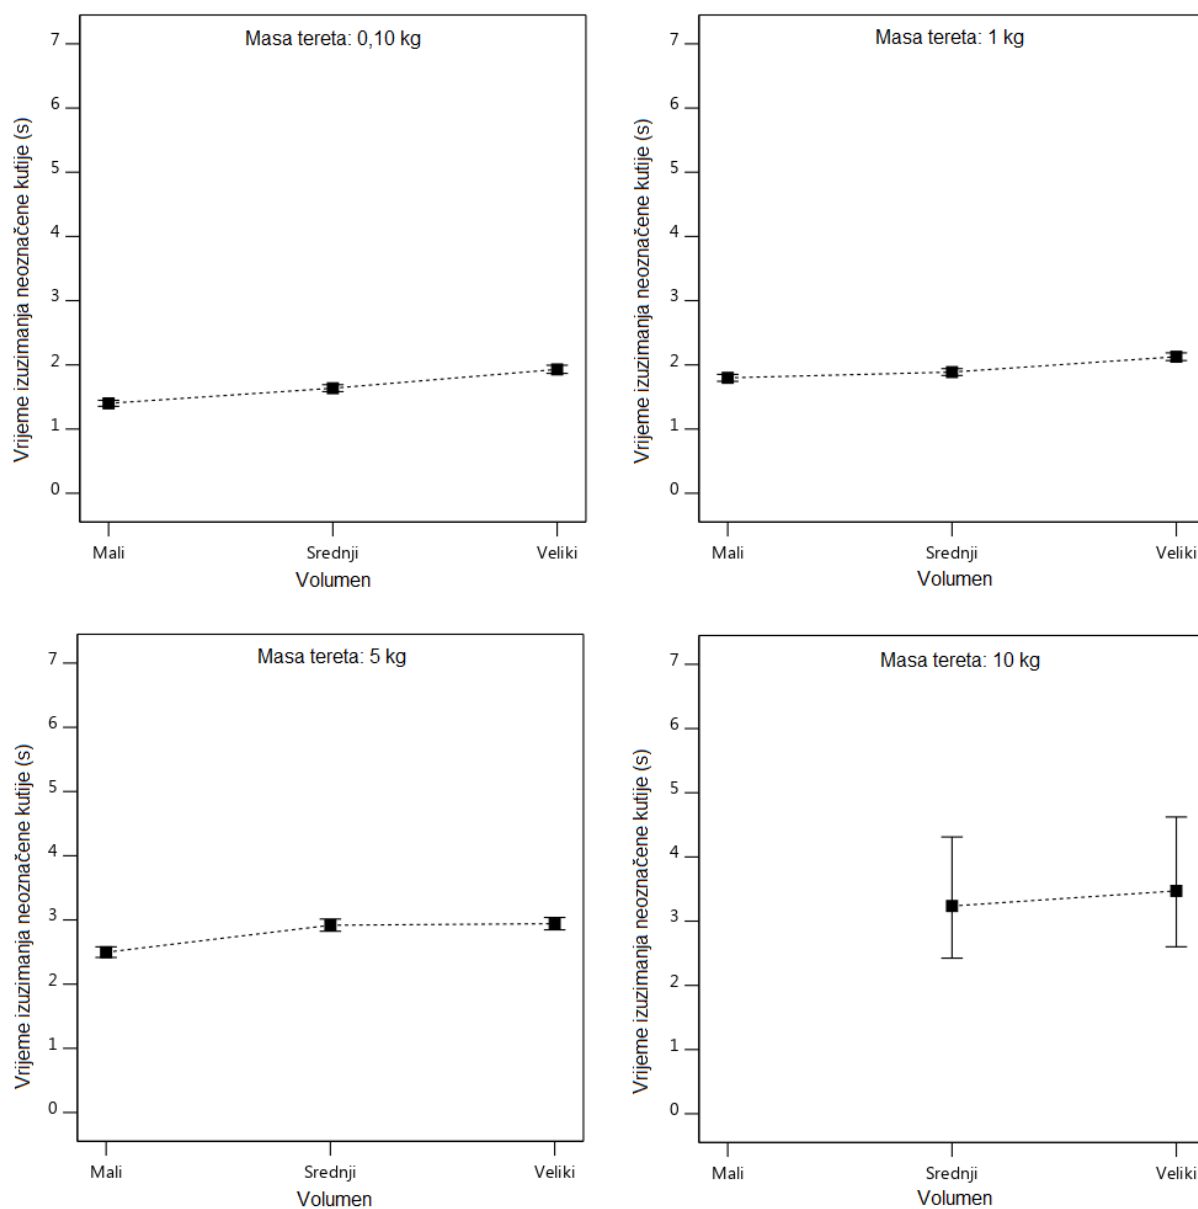 Masa tereta: 0,10 kg
Vrijeme izuzimanja neoznačene kutije (s)
7
6
5
4
3
2
1
0
Mali Srednji Veliki
Volumen
Masa tereta: 1 kg
Vrijeme izuzimanja neoznačene kutije (s)
7
6
5
4
3
2
1
0
Mali Srednji Veliki
Volumen
Masa tereta: 5 kg
Vrijeme izuzimanja neoznačene kutije (s)
7
6
5
4
3
2
1
0
Mali Srednji Veliki
Volumen
Masa tereta: 10 kg
Vrijeme izuzimanja neoznačene kutije (s)
7
6
5
4
3
2
1
0
Mali Srednji Veliki
Volumen